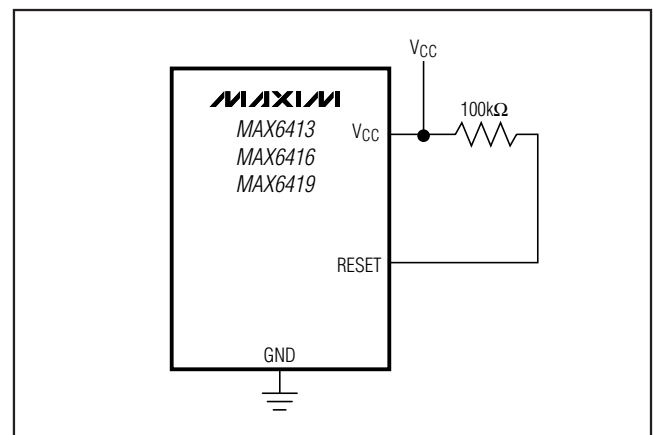 VCC
100kΩ
MAXIM
MAX6413
VCC
MAX6416
MAX6419
RESET
GND